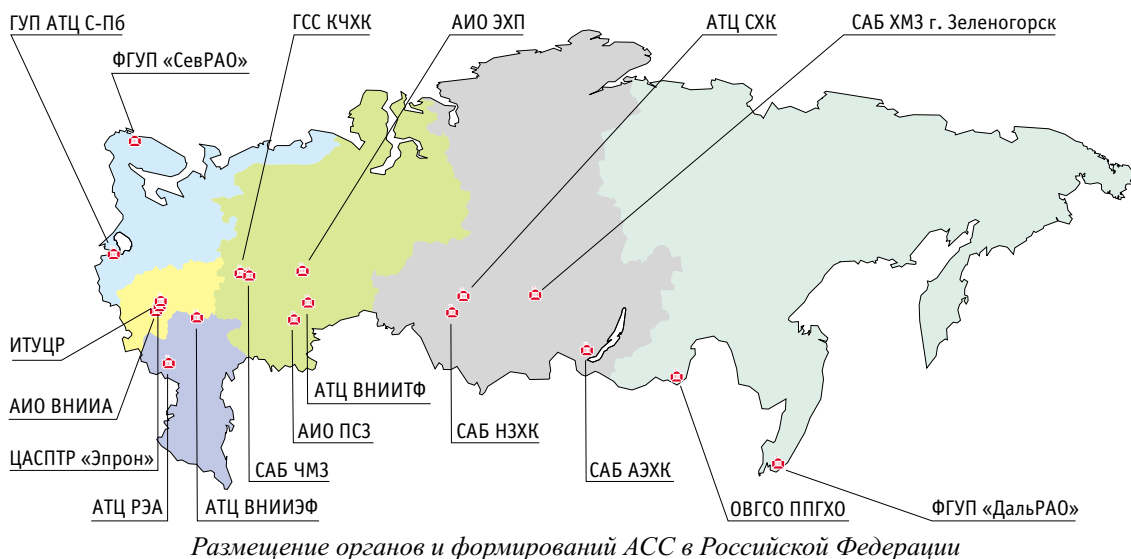 ГУП АТЦ С-Пб
ГСС КЧХК
АИО ЭХП
АТЦ СХК
САБ ХМЗ г. Зеленогорск
ФГУП «СевРАО»
ИТУЦР
АИО ВНИИА
АТЦ ВНИИТФ
АИО ПСЗ
САБ НЗХК
ЦАСПТР «Эпрон»
САБ ЧМЗ
САБ АЭХК
АТЦ РЭА
АТЦ ВНИИЭФ
ОВГСО ППГХО
ФГУП «ДальРАО»
Размещение органов и формирований АСС в Российской Федерации